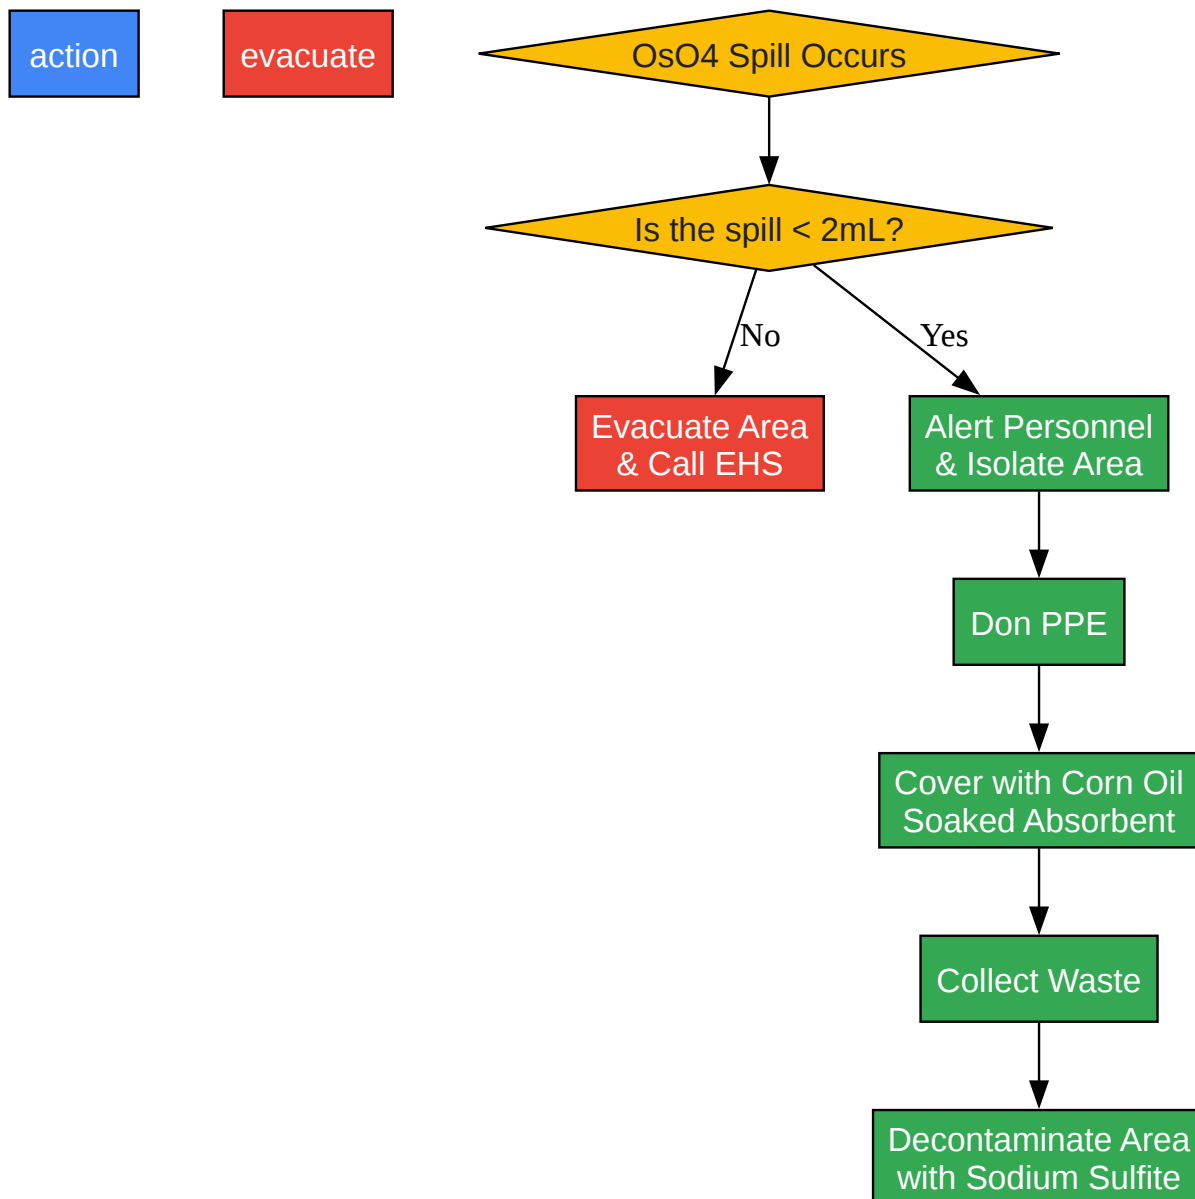 action
evacuate
OsO4 Spill Occurs
Is the spill < 2mL?
No
Yes
Evacuate Area
& Call EHS
Alert Personnel
& Isolate Area
Don PPE
Cover with Corn Oil
Soaked Absorbent
Collect Waste
Decontaminate Area
with Sodium Sulfite